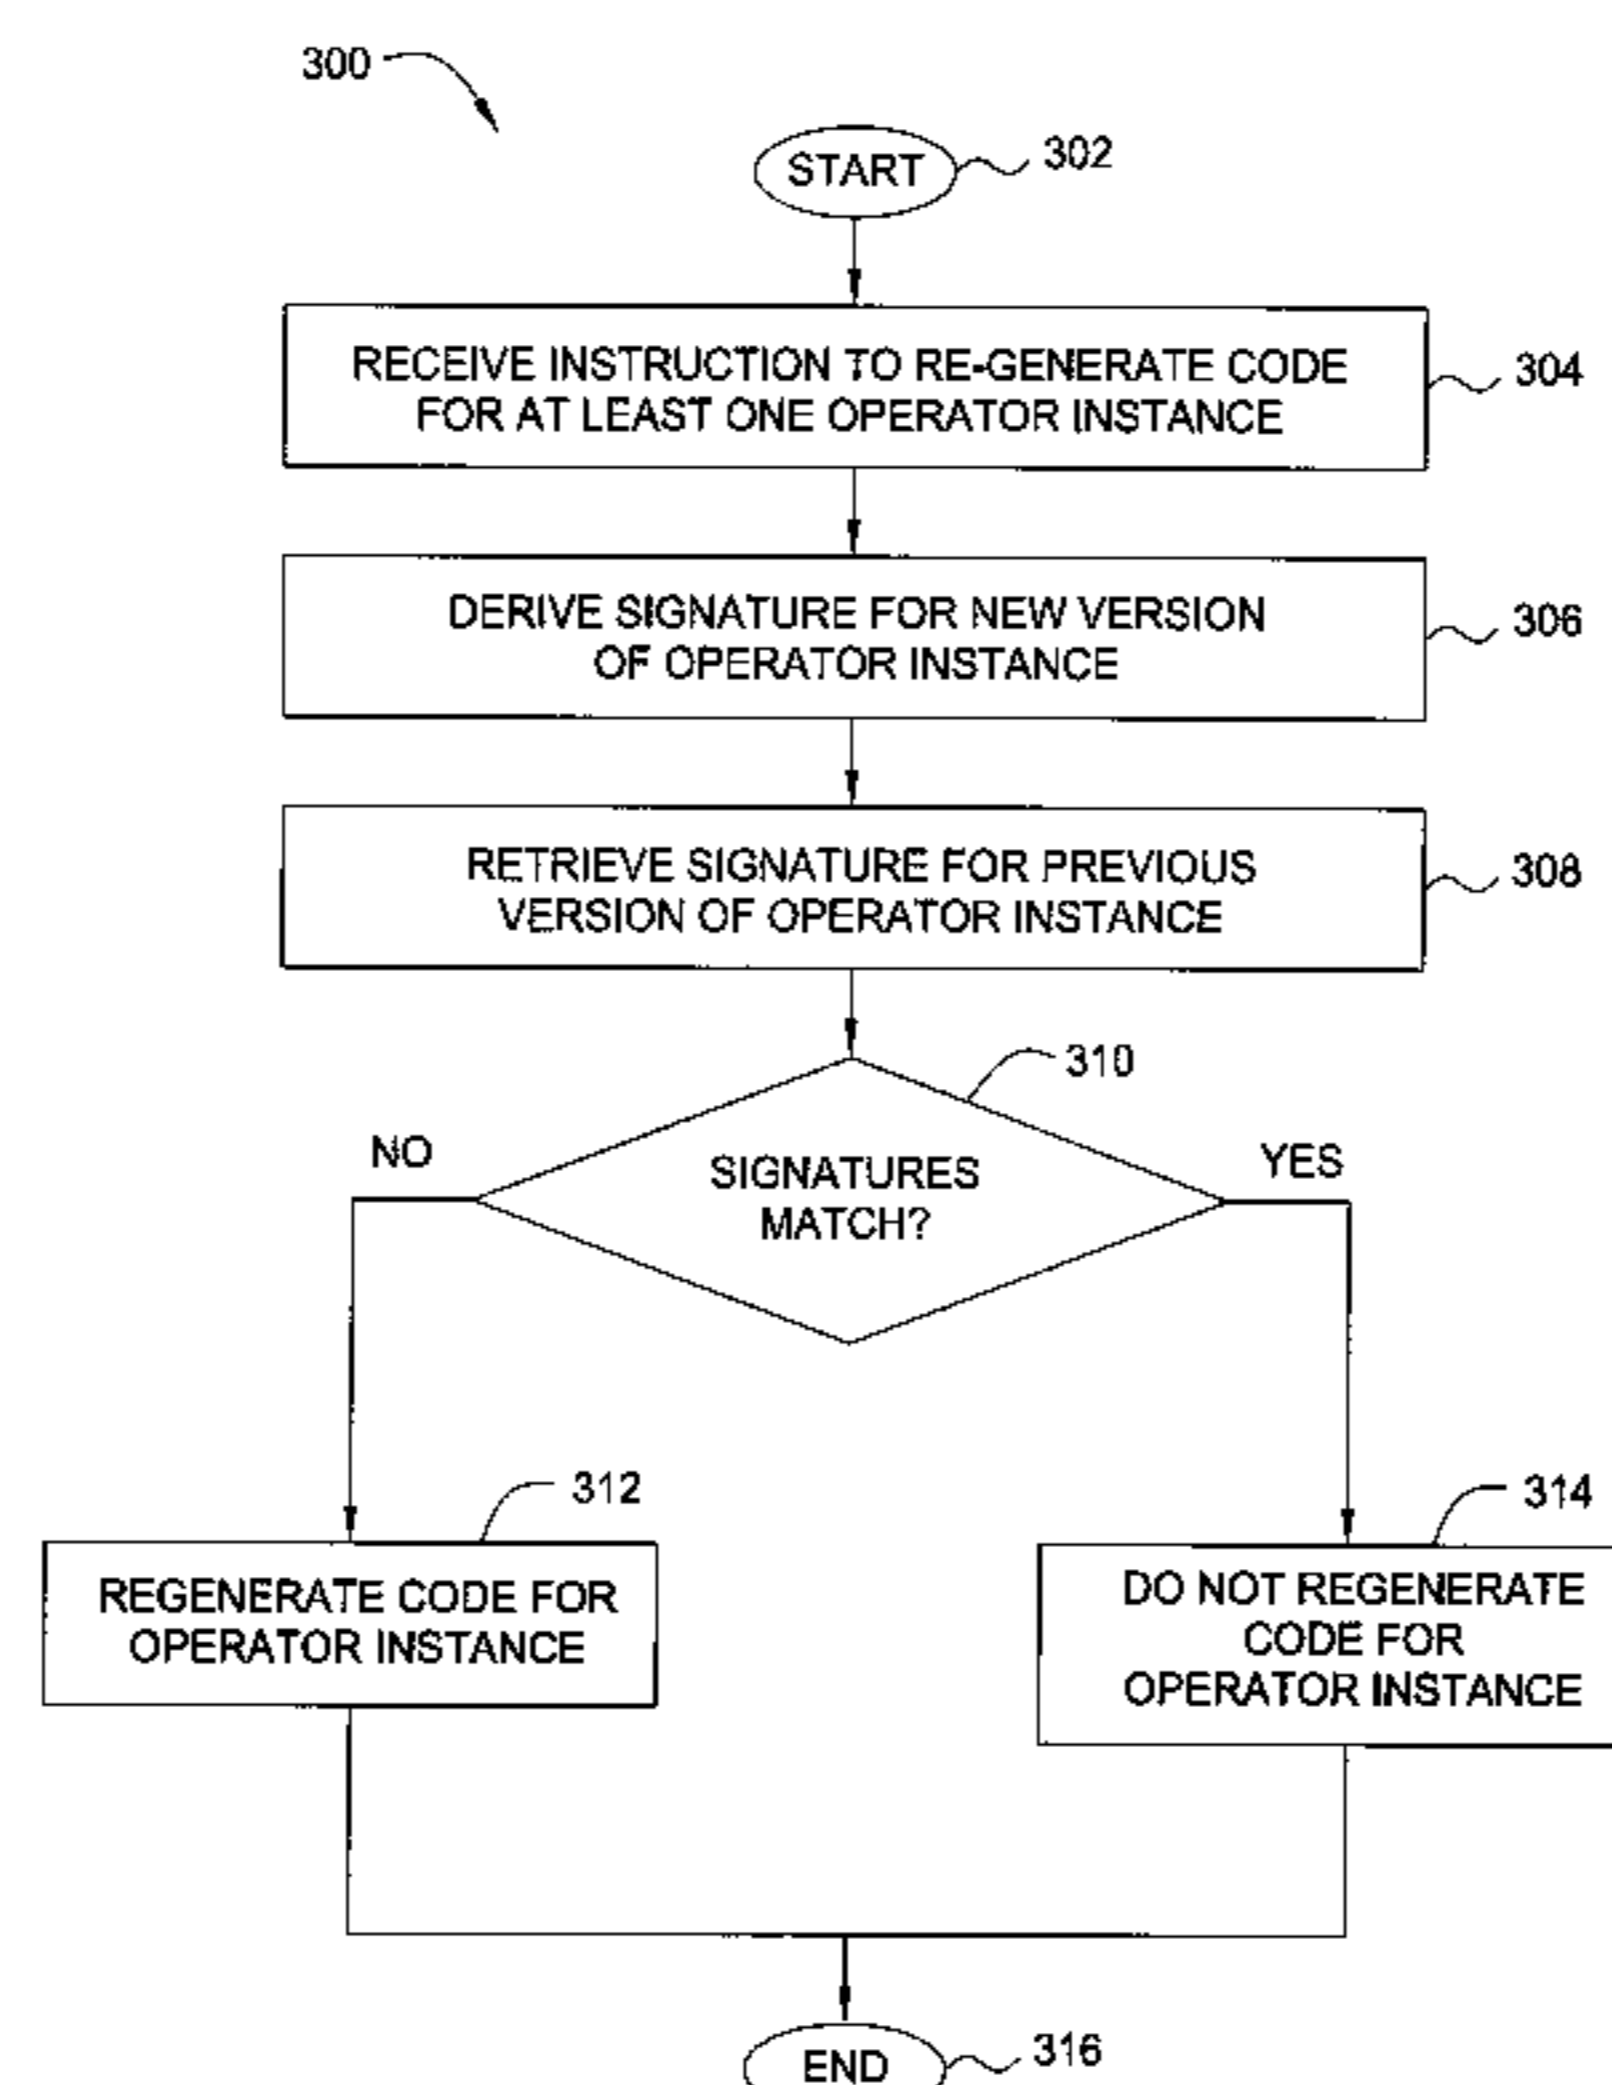 300
START
302
RECEIVE INSTRUCTION TO RE-GENERATE CODE
FOR AT LEAST ONE OPERATOR INSTANCE
304
DERIVE SIGNATURE FOR NEW VERSION
OF OPERATOR INSTANCE
306
RETRIEVE SIGNATURE FOR PREVIOUS
VERSION OF OPERATOR INSTANCE
308
310
NO
SIGNATURES
MATCH?
YES
312
REGENERATE CODE FOR
OPERATOR INSTANCE
314
DO NOT REGENERATE
CODE FOR
OPERATOR INSTANCE
END
316